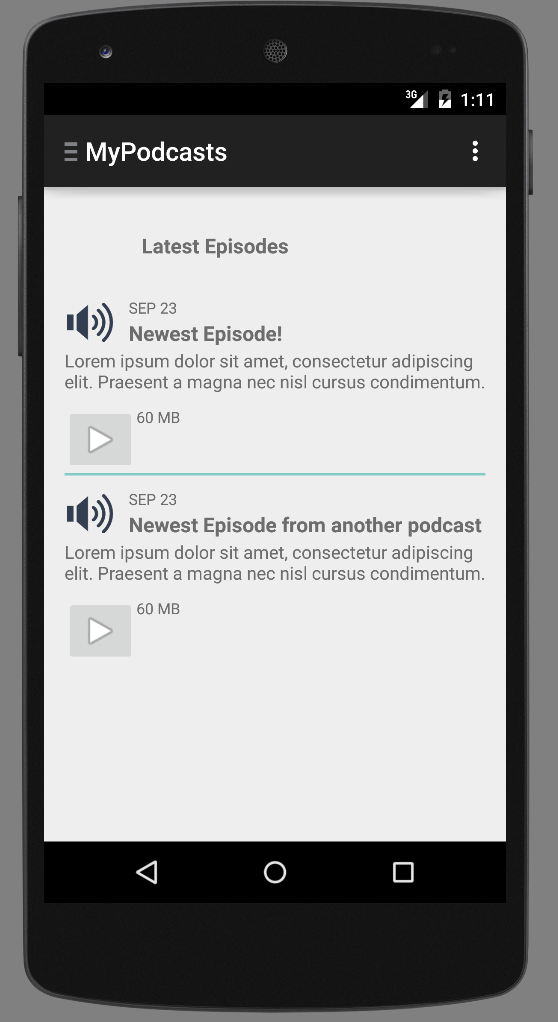 3G 1:11
MyPodcasts
Latest Episodes
SEP 23
Newest Episode!
Lorem ipsum dolor sit amet, consectetur adipiscing
elit. Praesent a magna nec nisl cursus condimentum.
60 MB
SEP 23
Newest Episode from another podcast
Lorem ipsum dolor sit amet, consectetur adipiscing
elit. Praesent a magna nec nisl cursus condimentum.
60 MB